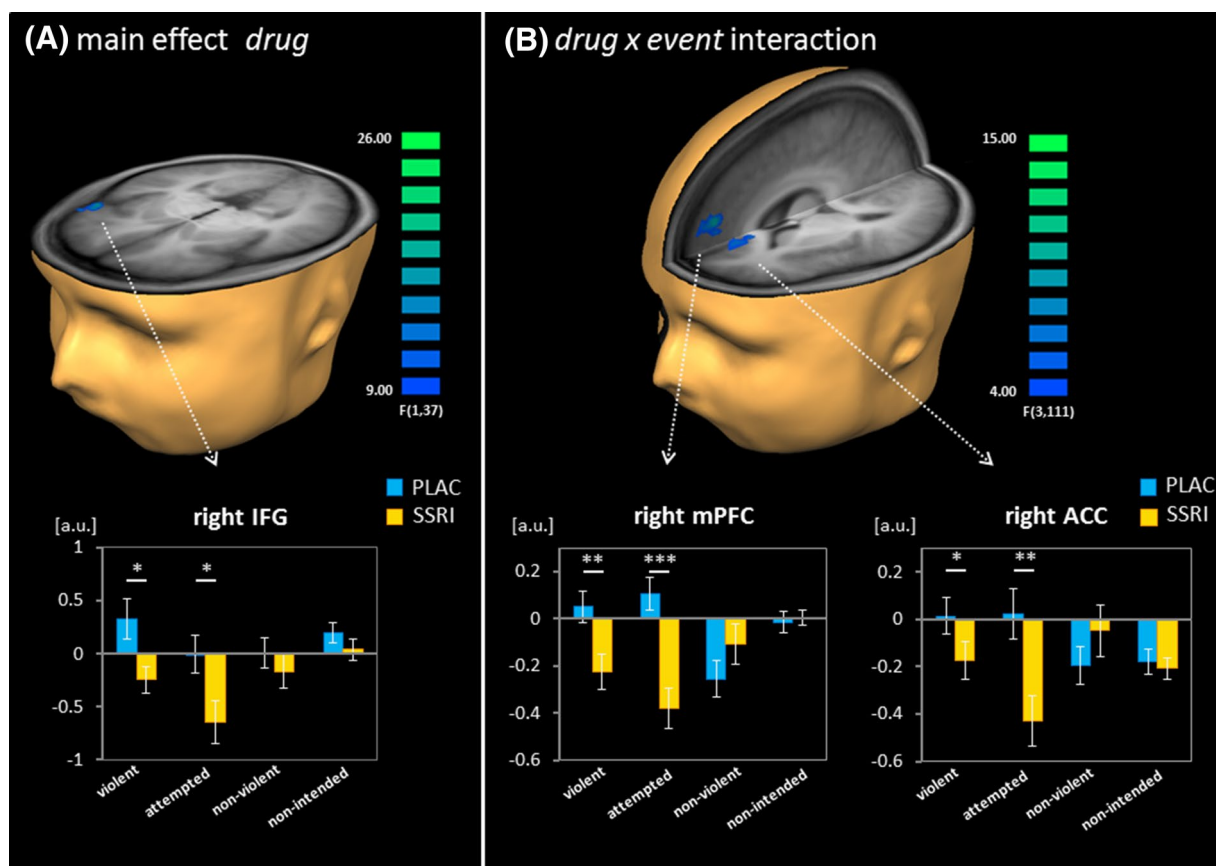 (A) main effect drug
26.00
9.00
F(1,37)
PLAC
SSRI
[a.u.]
right IFG
*
*
1
0.5
0
-0.5
-1
violent
attempted
non-violent
non-intended
(B) drug x event interaction
15.00
4.00
F(3,111)
PLAC
SSRI
[a.u.]
right mPFC
**
***
0.2
0
-0.2
-0.4
-0.6
violent
attempted
non-violent
non-intended
[a.u.]
right ACC
*
**
0.2
0
-0.2
-0.4
-0.6
violent
attempted
non-violent
non-intended